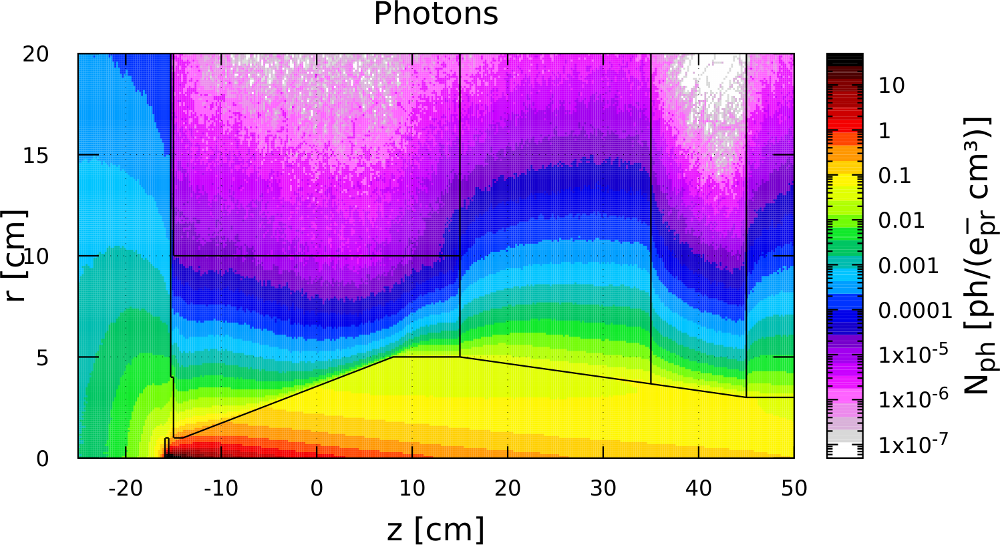 Photons
20
15
10
5
0
r [cm]
-20 -10 0 10 20 30 40 50
z [cm]
10
1
0.1
0.01
0.001
0.0001
1x10⁻⁵
1x10⁻⁶
1x10⁻⁷
Nph [ph/(e⁻pr cm³)]